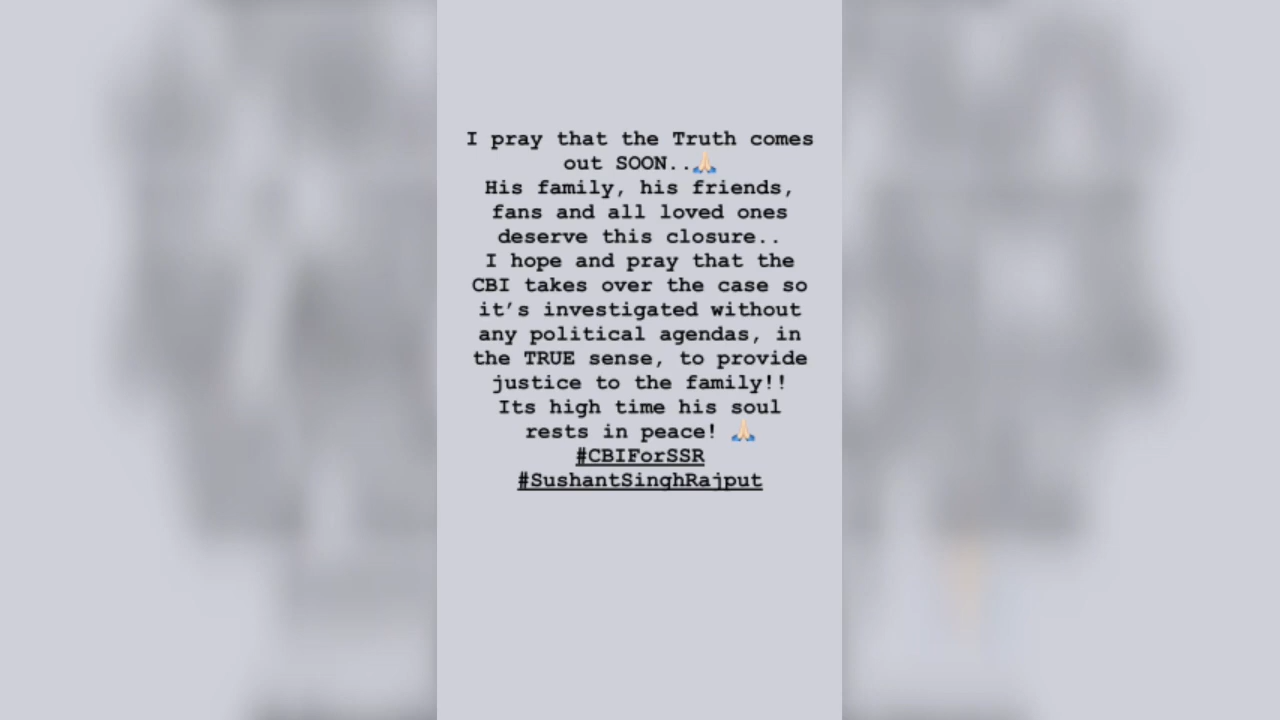 I pray that the Truth comes
out SOON..🙏🏻
His family, his friends,
fans and all loved ones
deserve this closure..
I hope and pray that the
CBI takes over the case so
it’s investigated without
any political agendas, in
the TRUE sense, to provide
justice to the family!!
Its high time his soul
rests in peace! 🙏🏻
#CBIForSSR
#SushantSinghRajput